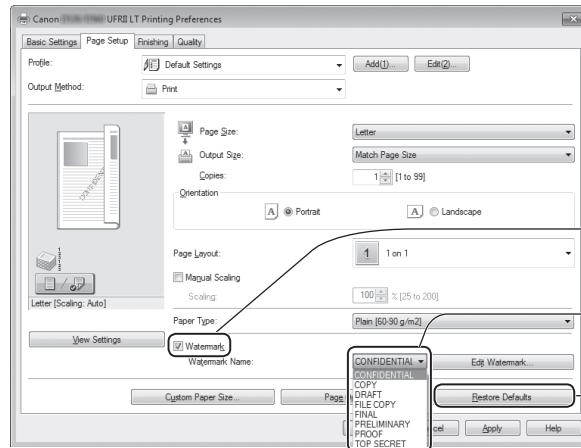 Canon UFRII LT Printing Preferences
Basic Settings Page Setup Finishing Quality
Profile: Default Settings Add(1)... Edit(2)...
Output Method: Print
Page Size: Letter
Output Size: Match Page Size
Copies: 1 [1 to 99]
Orientation
A Portrait A Landscape
CONFIDENTIAL
Page Layout: 1 1 on 1
Manual Scaling
Scaling: 100 % [25 to 200]
Letter [Scaling: Auto]
Paper Type: Plain [60-90 g/m2]
View Settings
Watermark
Watermark Name: CONFIDENTIAL Edit Watermark...
CONFIDENTIAL
COPY
DRAFT
FILE COPY
FINAL
PRELIMINARY
PROOF
TOP SECRET
Custom Paper Size... Page Restore Defaults
cel Apply Help